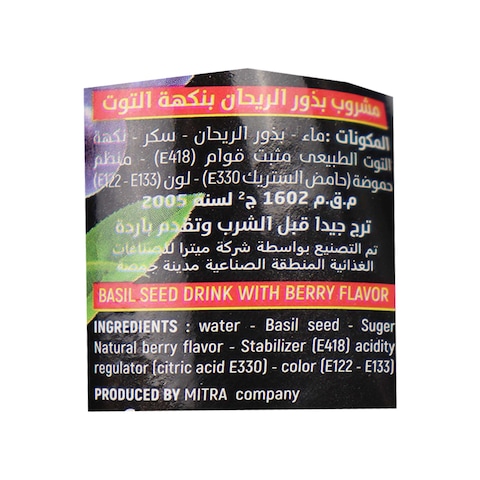 مشروب بذور الريحان بنكهة التوت
المكونات : ماء - بذور الريحان - سكر - نكهة
التوت الطبيعى مثبت قوام (E418) - منظم
حموضة (حامض الستريك E330) - لون (E122 - E133)
م.ق.م 1602 ج² لسنة 2005
ترج جيدا قبل الشرب وتقدم باردة
تم التصنيع بواسطة شركة ميترا للصناعات
الغذائية المنطقة الصناعية مدينة جمصة
BASIL SEED DRINK WITH BERRY FLAVOR
INGREDIENTS : water - Basil seed - Suger
Natural berry flavor - Stabilizer (E418) acidity
regulator (citric acid E330) - color (E122 - E133)
PRODUCED BY MITRA company